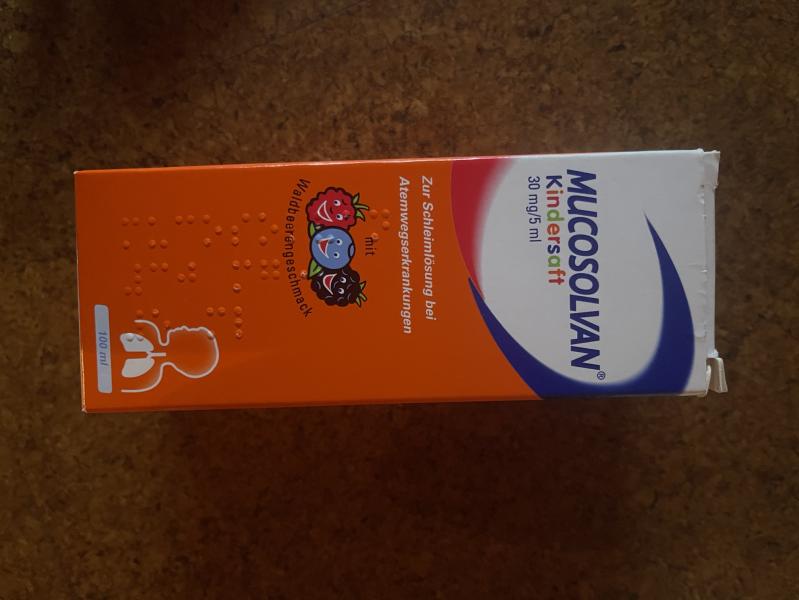 MUCOSOLVAN®
Kindersaft
30 mg/5 ml
Zur Schleimlösung bei
Atemwegserkrankungen
mit
Waldbeerengeschmack
100 ml